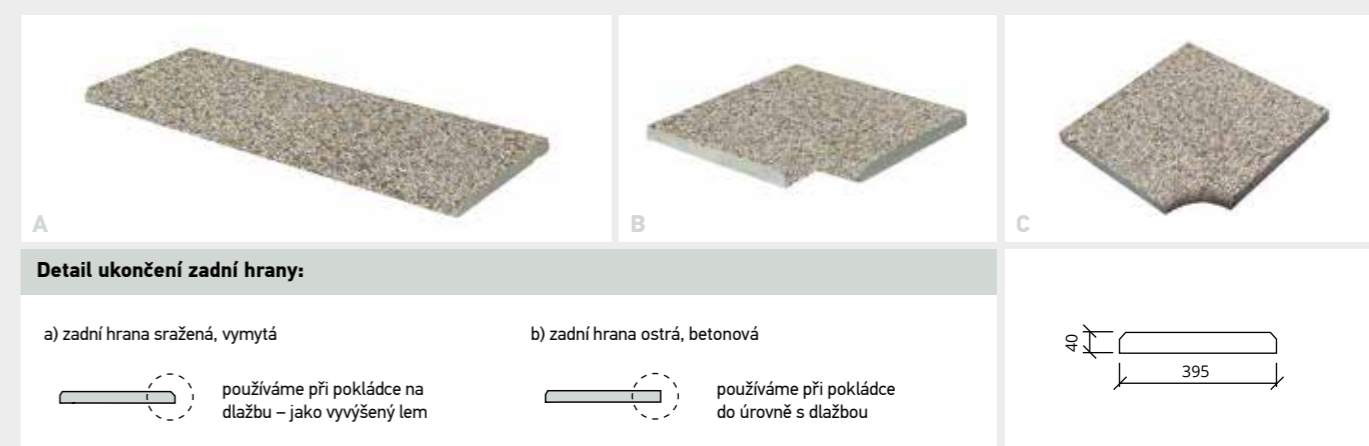 A
B
C
Detail ukončení zadní hrany:
a) zadní hrana sražená, vymytá
používáme při pokládce na
dlažbu – jako vyvýšený lem
b) zadní hrana ostrá, betonová
používáme při pokládce
do úrovně s dlažbou
40
395